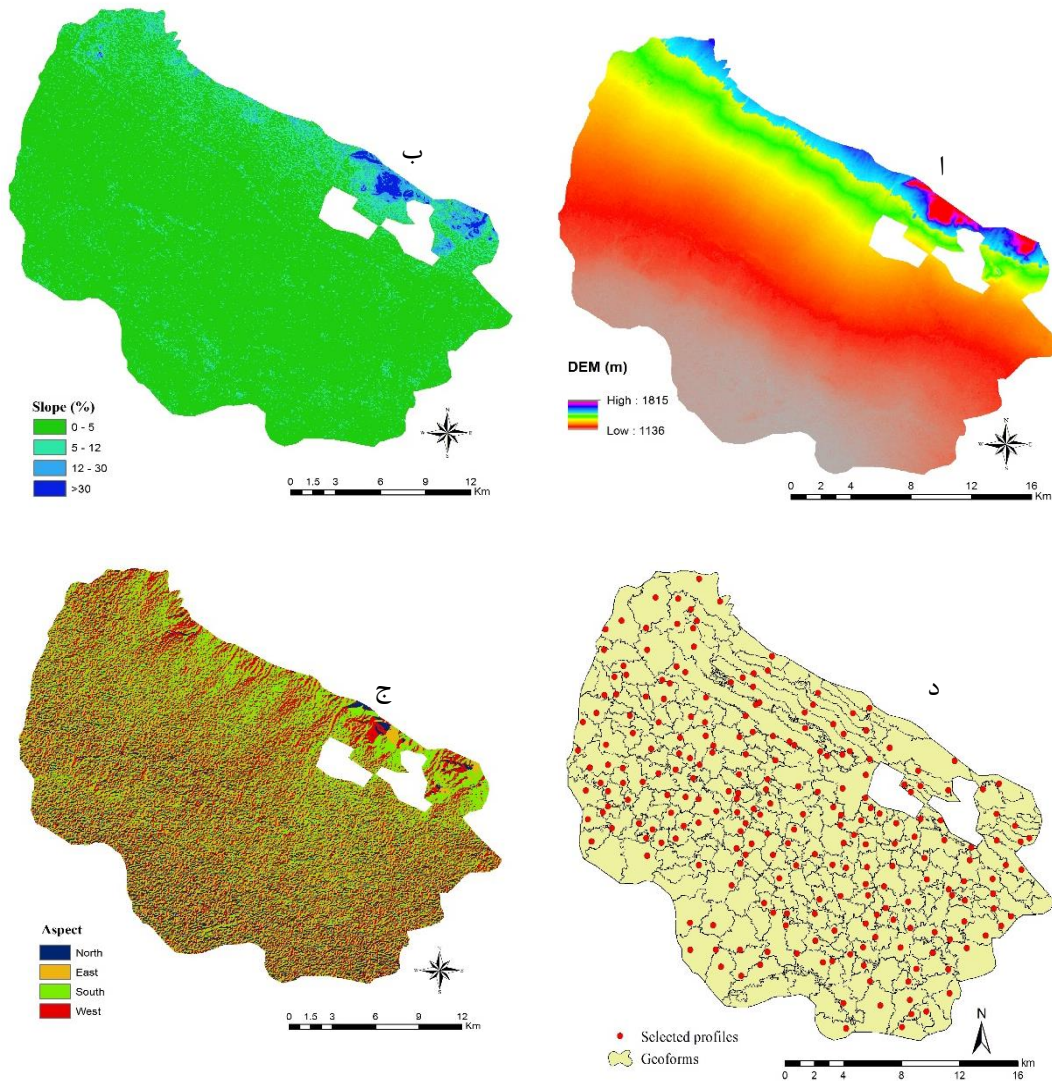 ب
Slope (%)
0 - 5
5 - 12
12 - 30
>30
N
W
E
S
0 1.5 3 6 9 12
Km
ا
DEM (m)
High : 1815
Low : 1136
N
W
E
S
0 2 4 8 12 16
Km
ج
Aspect
North
East
South
West
0 1.5 3 6 9 12
Km
د
Selected profiles
Geoforms
N
0 2 4 8 12 16
km
km